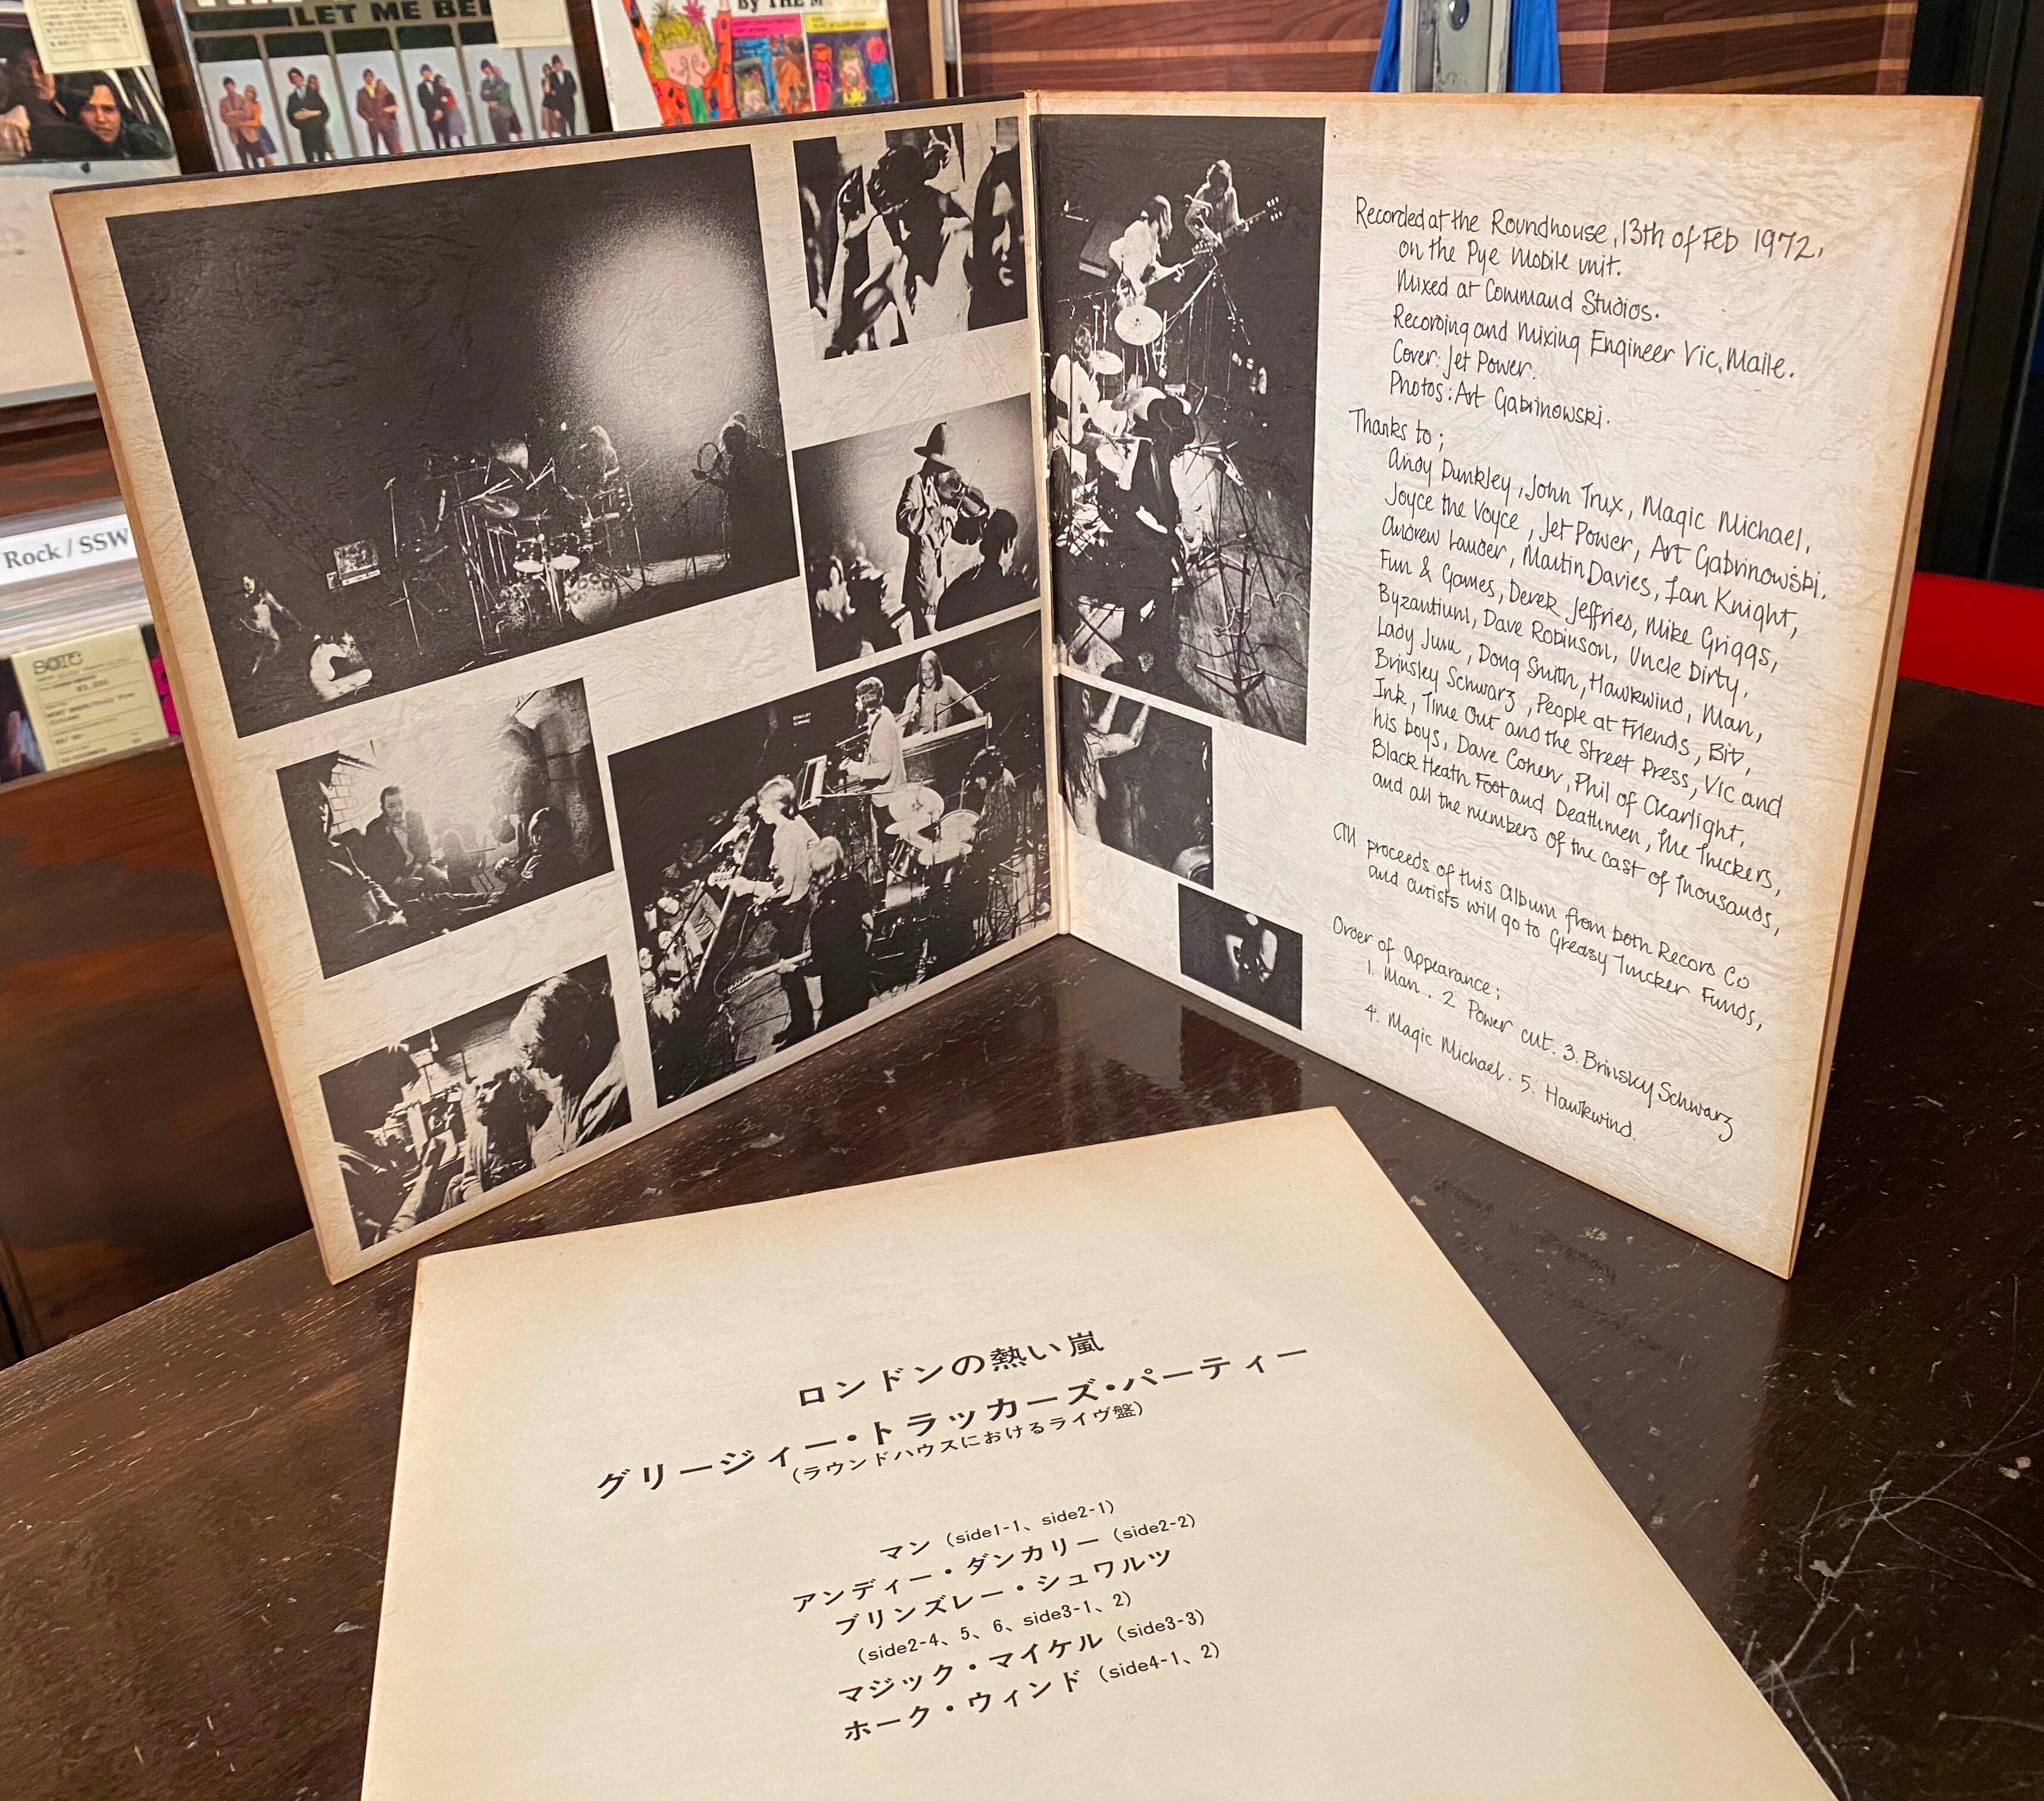 LET ME BE
BY THE M
Rock / SSW
Recorded at the Roundhouse, 13th of Feb 1972,
on the Pye Mobile unit.
Mixed at Command Studios.
Recording and Mixing Engineer Vic Maile.
Cover: Jet Power.
Photos: Art Gabrinowski.
Thanks to;
Andy Dunkley, John Trux, Magic Michael,
Joyce the Voyce, Jet Power, Art Gabrinowski.
Andrew Lauder, Martin Davies, Ian Knight,
Fun & Games, Derek Jeffries, Mike Griggs,
Byzantium, Dave Robinson, Uncle Dirty,
Lady June, Doug Smith, Hawkwind, Man,
Brinsley Schwarz, People at Friends, Bit,
Ink, Time Out and the Street Press, Vic and
his boys, Dave Cohen, Phil of Clearlight,
Black Heath Foot and Deathmen, The Truckers,
and all the numbers of the cast of Thousands,
All proceeds of this album from both Record Co
and artists will go to Greasy Trucker Funds,
Order of appearance;
1. Man. 2 Power cut. 3. Brinsley Schwarz
4. Magic Michael. 5. Hawkwind.
ロンドンの熱い嵐
グリージィー・トラッカーズ・パーティー
(ラウンドハウスにおけるライヴ盤)
マン (side1-1、side2-1)
アンディー・ダンカリー (side2-2)
ブリンズレー・シュワルツ
(side2-4、5、6、side3-1、2)
マジック・マイケル (side3-3)
ホーク・ウィンド (side4-1、2)